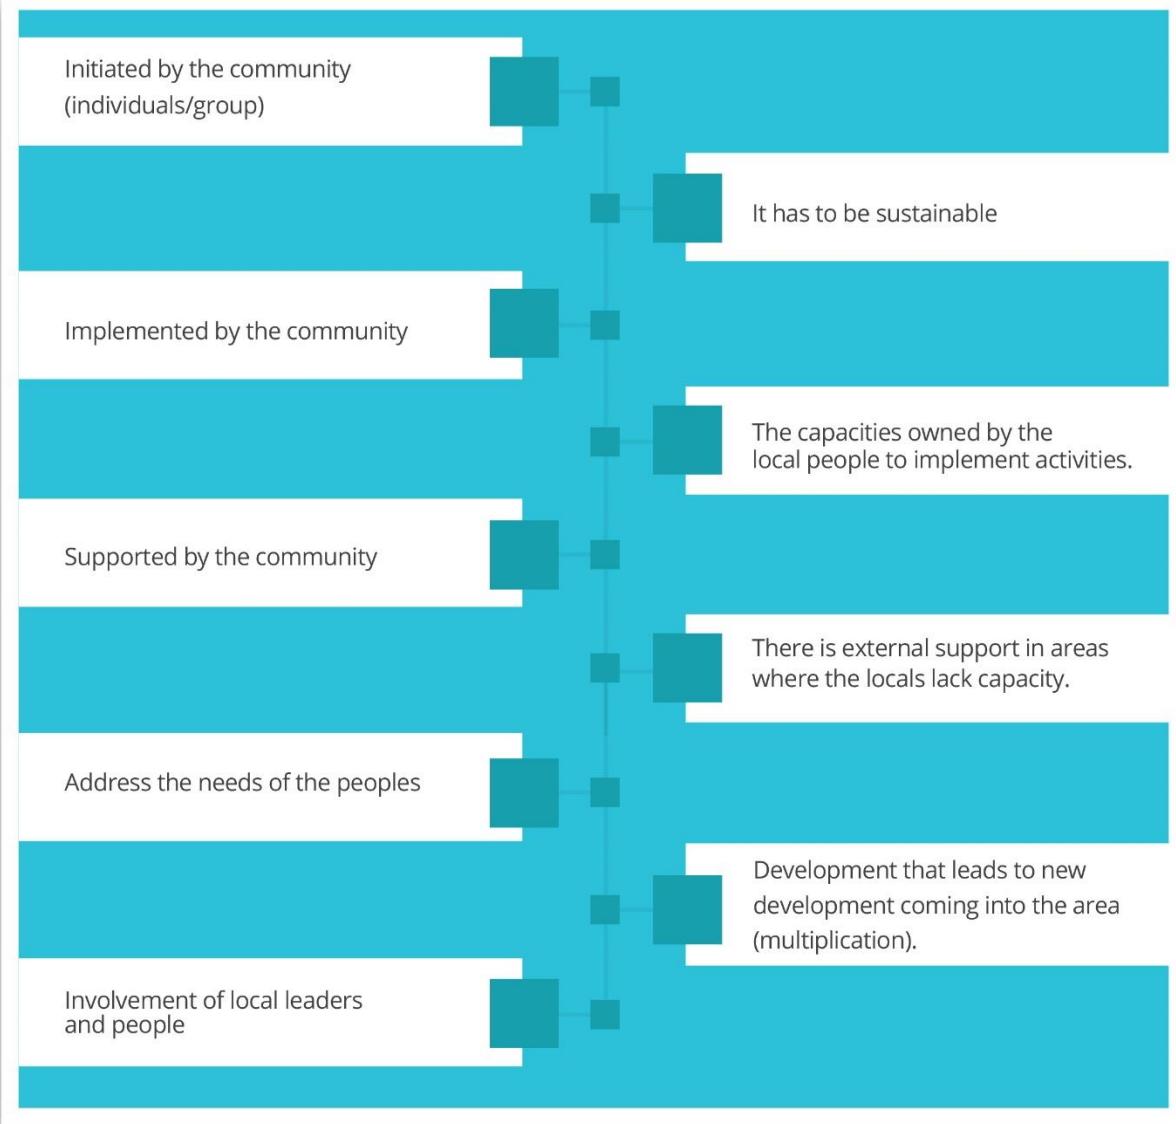 Initiated by the community
(individuals/group)
It has to be sustainable
Implemented by the community
The capacities owned by the
local people to implement activities.
Supported by the community
There is external support in areas
where the locals lack capacity.
Address the needs of the peoples
Development that leads to new
development coming into the area
(multiplication).
Involvement of local leaders
and people